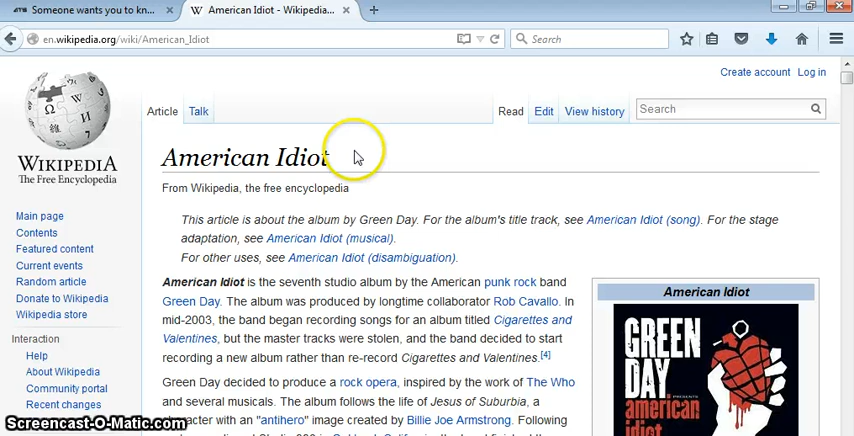 Someone wants you to kn...
American Idiot - Wikipedia...
en.wikipedia.org/wiki/American_Idiot
Search
Create account Log in
Article Talk Read Edit View history Search
WIKIPEDIA
The Free Encyclopedia
Main page
Contents
Featured content
Current events
Random article
Donate to Wikipedia
Wikipedia store
Interaction
Help
About Wikipedia
Community portal
Recent changes
American Idiot
From Wikipedia, the free encyclopedia
This article is about the album by Green Day. For the album's title track, see American Idiot (song). For the stage
adaptation, see American Idiot (musical).
For other uses, see American Idiot (disambiguation).
American Idiot is the seventh studio album by the American punk rock band
Green Day. The album was produced by longtime collaborator Rob Cavallo. In
mid-2003, the band began recording songs for an album titled Cigarettes and
Valentines, but the master tracks were stolen, and the band decided to start
recording a new album rather than re-record Cigarettes and Valentines.[4]
Green Day decided to produce a rock opera, inspired by the work of The Who
and several musicals. The album follows the life of Jesus of Suburbia, a
character with an "antihero" image created by Billie Joe Armstrong. Following
American Idiot
GREEN
DAY
PRESENTS
american
idiot
Screencast-O-Matic.com